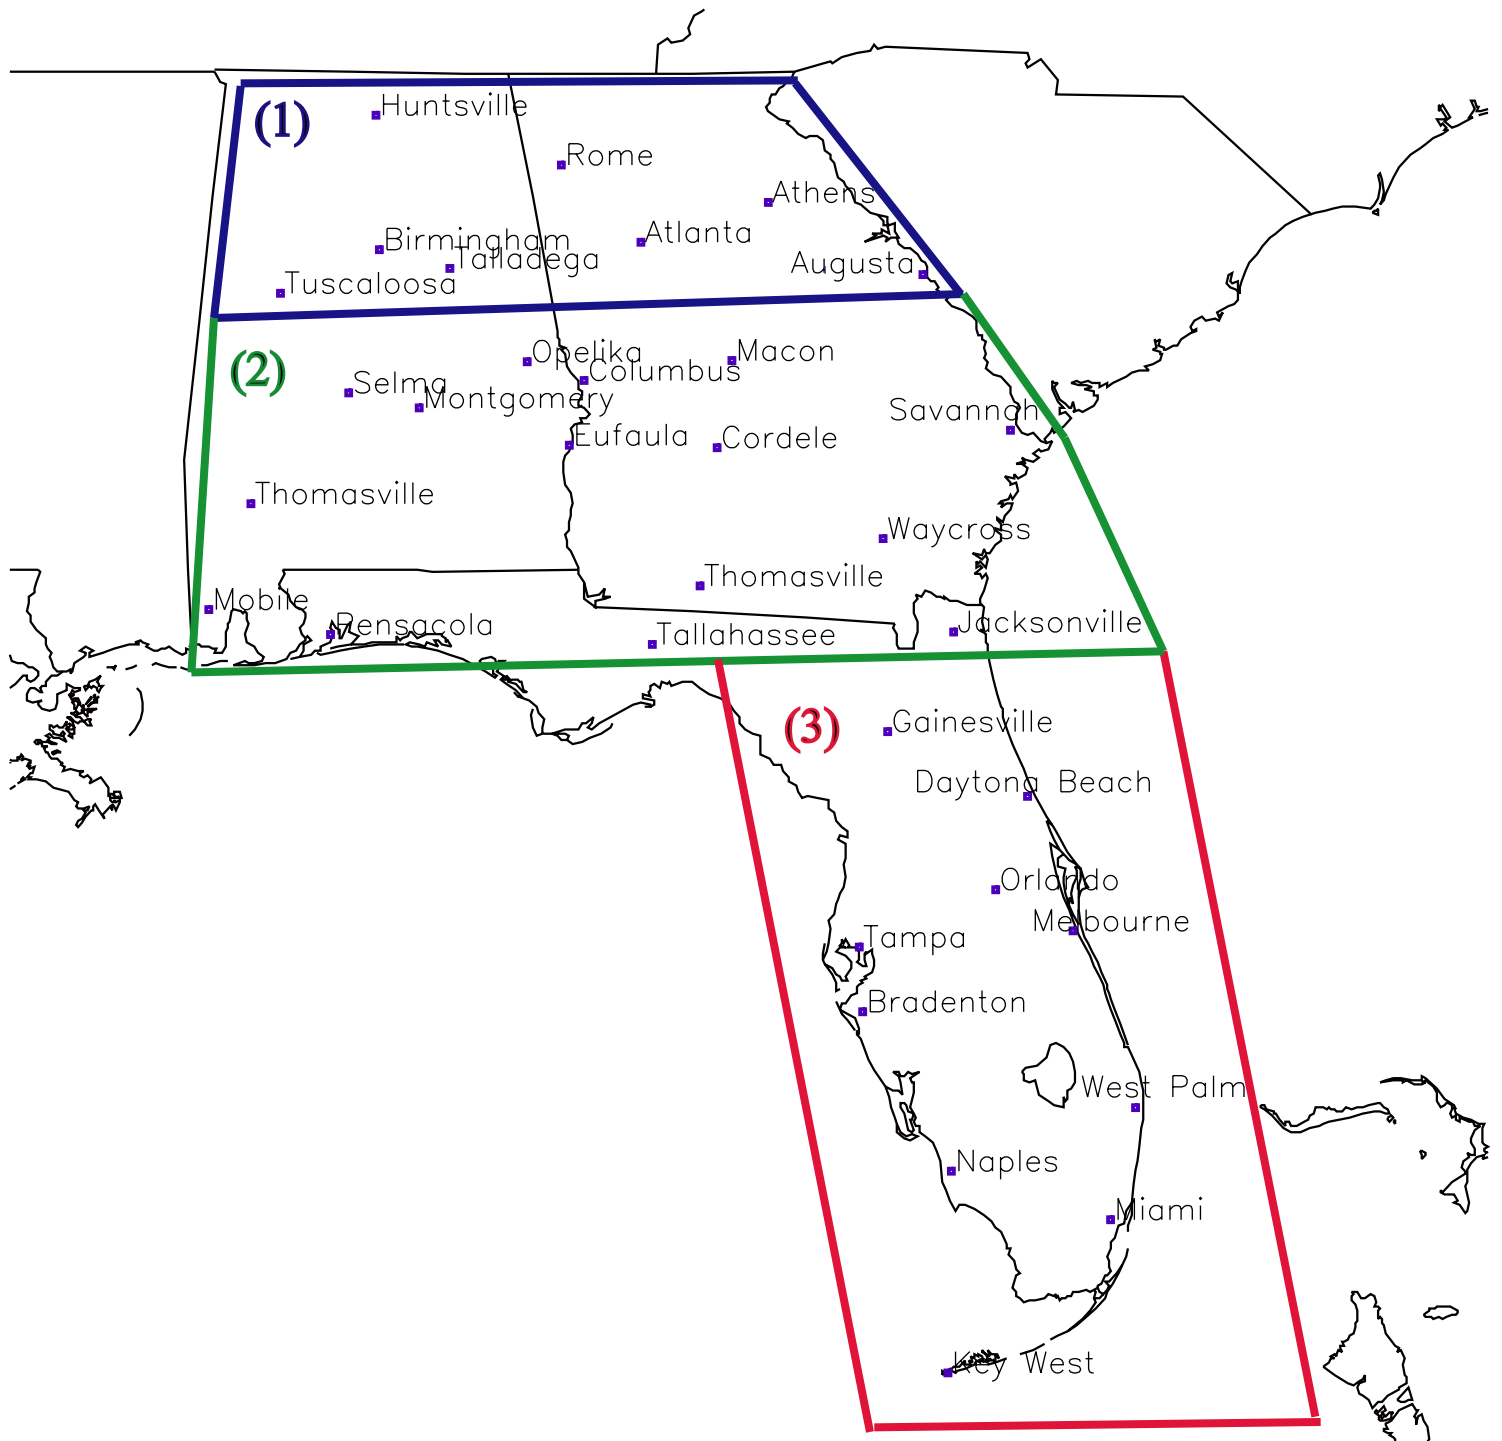 (1)
Huntsville
Rome
Athens
Atlanta
Birmingham
Talladega
Augusta
Tuscaloosa
(2)
Opelika
Macon
Columbus
Selma
Montgomery
Savannah
Eufaula
Cordele
Thomasville
Waycross
Thomasville
Mobile
Pensacola
Jacksonville
Tallahassee
(3)
Gainesville
Daytona Beach
Orlando
Melbourne
Tampa
Bradenton
West Palm
Naples
Miami
Key West